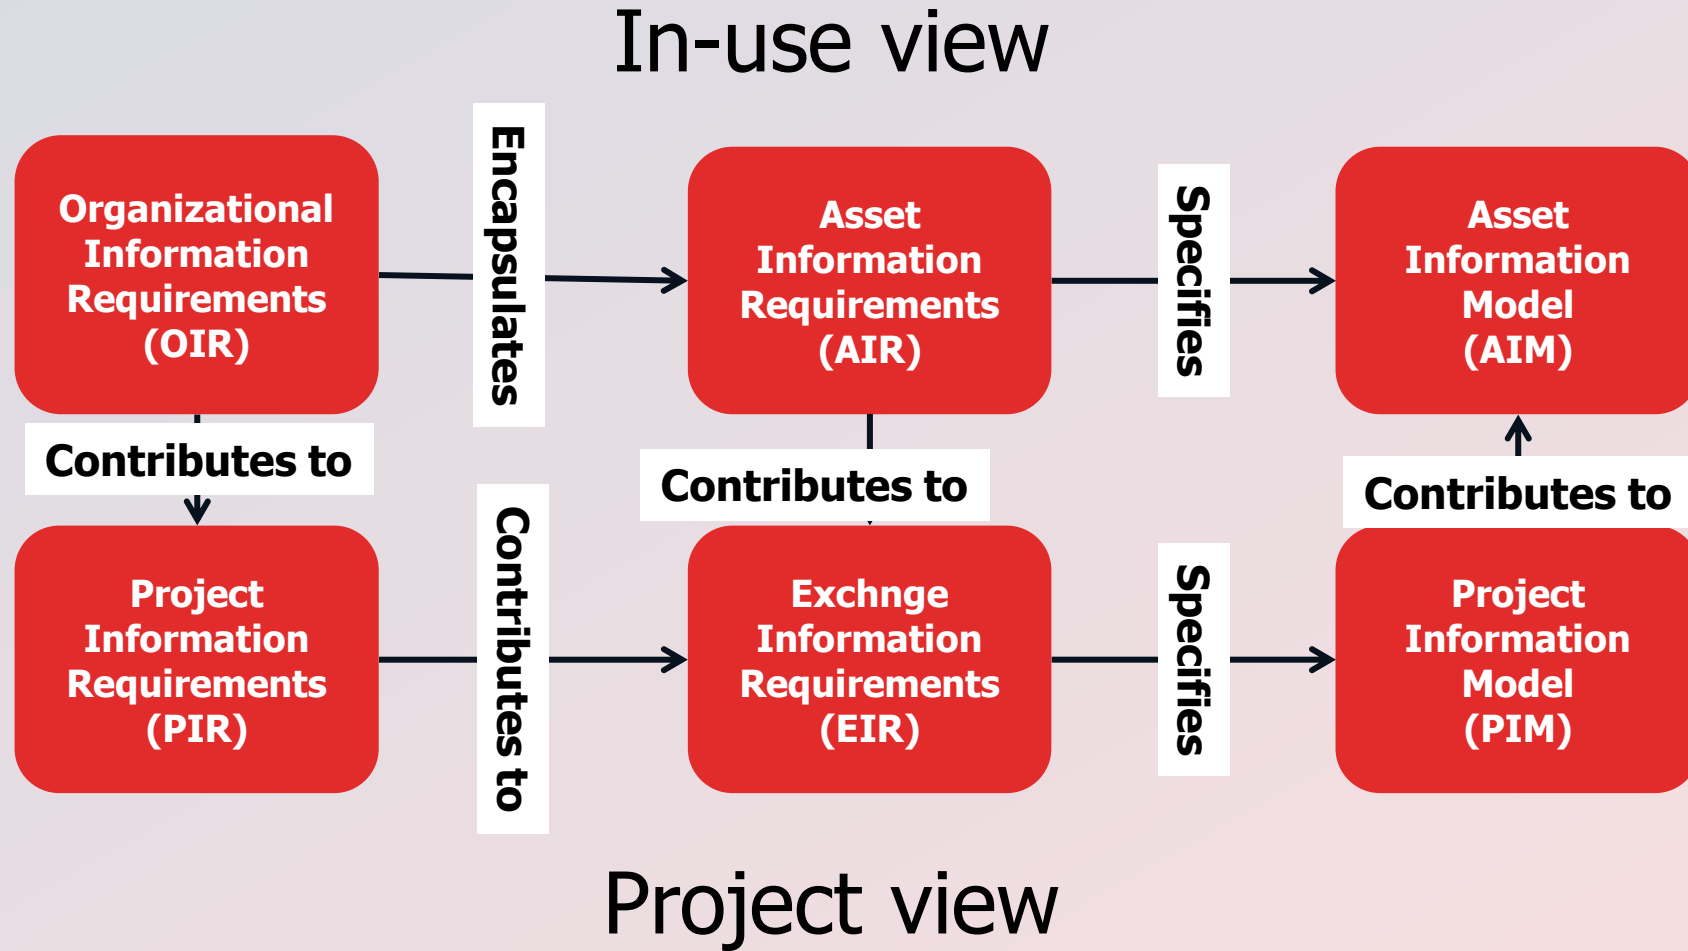 In-use view
Organizational
Information
Requirements
(OIR)
Encapsulates
Asset
Information
Requirements
(AIR)
Specifies
Asset
Information
Model
(AIM)
Contributes to
Contributes to
Contributes to
Project
Information
Requirements
(PIR)
Contributes to
Exchnge
Information
Requirements
(EIR)
Specifies
Project
Information
Model
(PIM)
Project view